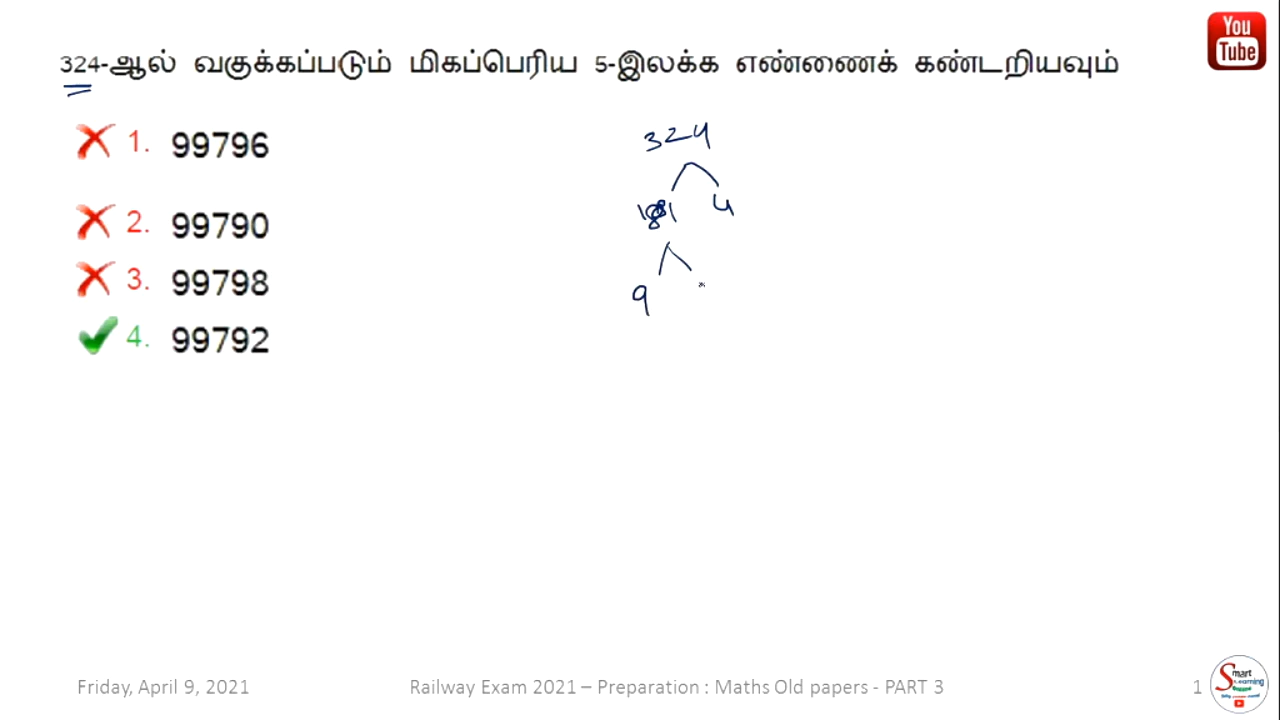 You
Tube
324-ஆல் வகுக்கப்படும் மிகப்பெரிய 5-இலக்க எண்ணைக் கண்டறியவும்
1. 99796
2. 99790
3. 99798
4. 99792
324
4
9
Friday, April 9, 2021
Railway Exam 2021 – Preparation : Maths Old papers - PART 3
1
Smart
Learning